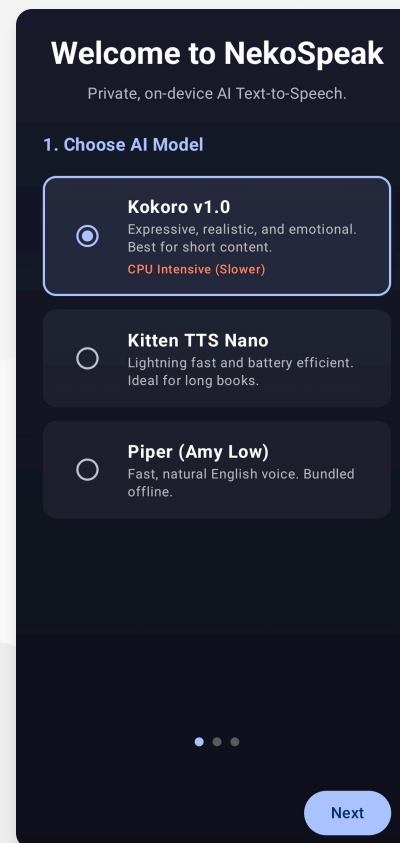 Welcome to NekoSpeak
Private, on-device AI Text-to-Speech.
1. Choose AI Model
Kokoro v1.0
Expressive, realistic, and emotional.
Best for short content.
CPU Intensive (Slower)
Kitten TTS Nano
Lightning fast and battery efficient.
Ideal for long books.
Piper (Amy Low)
Fast, natural English voice. Bundled
offline.
Next